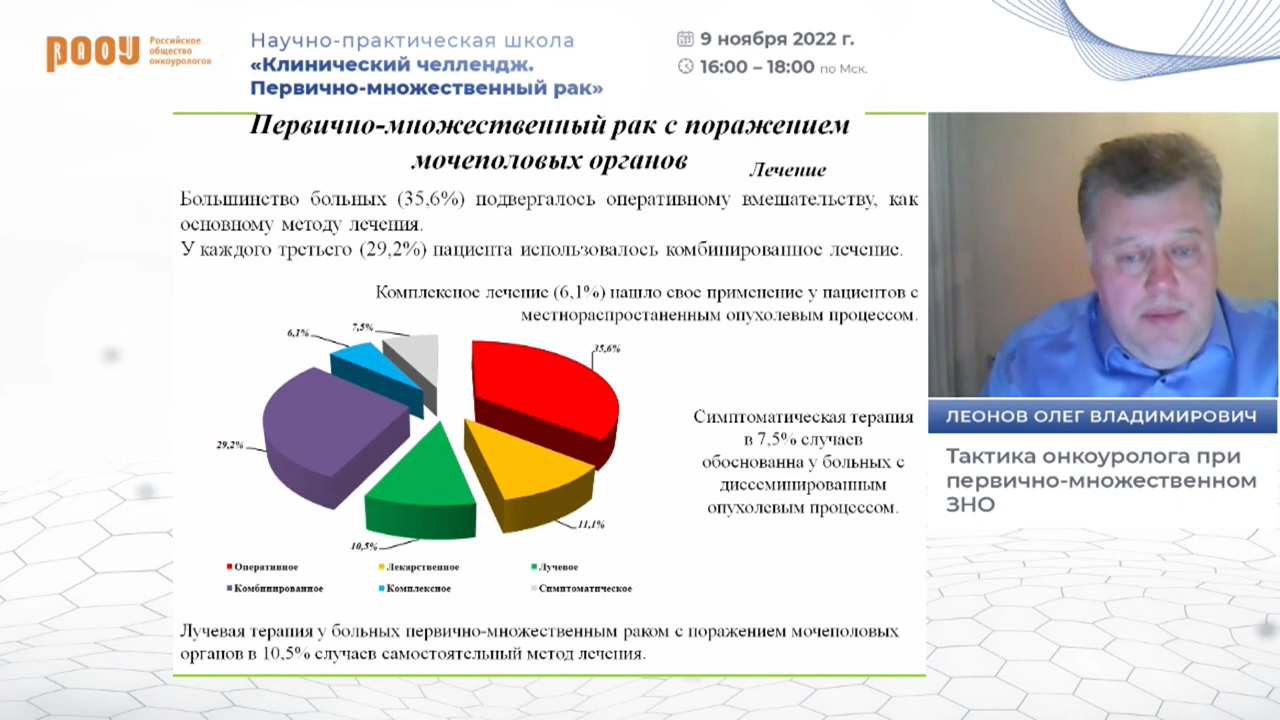 РАОУ
Российское
общество
онкоурологов
Научно-практическая школа
«Клинический челлендж.
Первично-множественный рак»
9 ноября 2022 г.
16:00 – 18:00 по Мск.
Первично-множественный рак с поражением
мочеполовых органов
Лечение
Большинство больных (35,6%) подвергалось оперативному вмешательству, как
основному методу лечения.
У каждого третьего (29,2%) пациента использовалось комбинированное лечение.
Комплексное лечение (6,1%) нашло свое применение у пациентов с
местнораспростаненным опухолевым процессом.
7,5%
6,1%
35,6%
29,2%
11,1%
10,5%
Симптоматическая терапия
в 7,5% случаев
обоснованна у больных с
диссеминированным
опухолевым процессом.
Оперативное
Лекарственное
Лучевое
Комбинированное
Комплексное
Симптоматическое
Лучевая терапия у больных первично-множественным раком с поражением мочеполовых
органов в 10,5% случаев самостоятельный метод лечения.
ЛЕОНОВ ОЛЕГ ВЛАДИМИРОВИЧ
Тактика онкоуролога при
первично-множественном
ЗНО